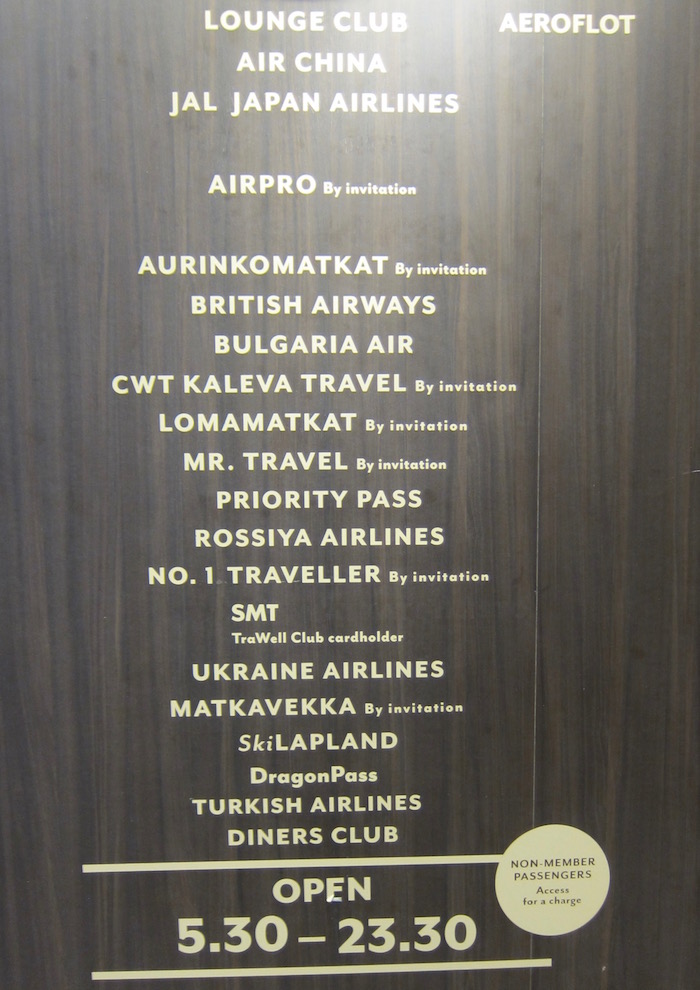 LOUNGE CLUB
AEROFLOT
AIR CHINA
JAL JAPAN AIRLINES
AIRPRO By invitation
AURINKOMATKAT By invitation
BRITISH AIRWAYS
BULGARIA AIR
CWT KALEVA TRAVEL By invitation
LOMAMATKAT By invitation
MR. TRAVEL By invitation
PRIORITY PASS
ROSSIYA AIRLINES
NO. 1 TRAVELLER By invitation
SMT
TraWell Club cardholder
UKRAINE AIRLINES
MATKAVEKKA By invitation
SkiLAPLAND
DragonPass
TURKISH AIRLINES
DINERS CLUB
NON-MEMBER
PASSENGERS
Access
for a charge
OPEN
5.30 – 23.30